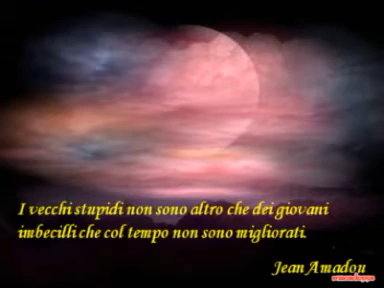 I vecchi stupidi non sono altro che dei giovani
imbecilli che col tempo non sono migliorati.
Jean Amadou